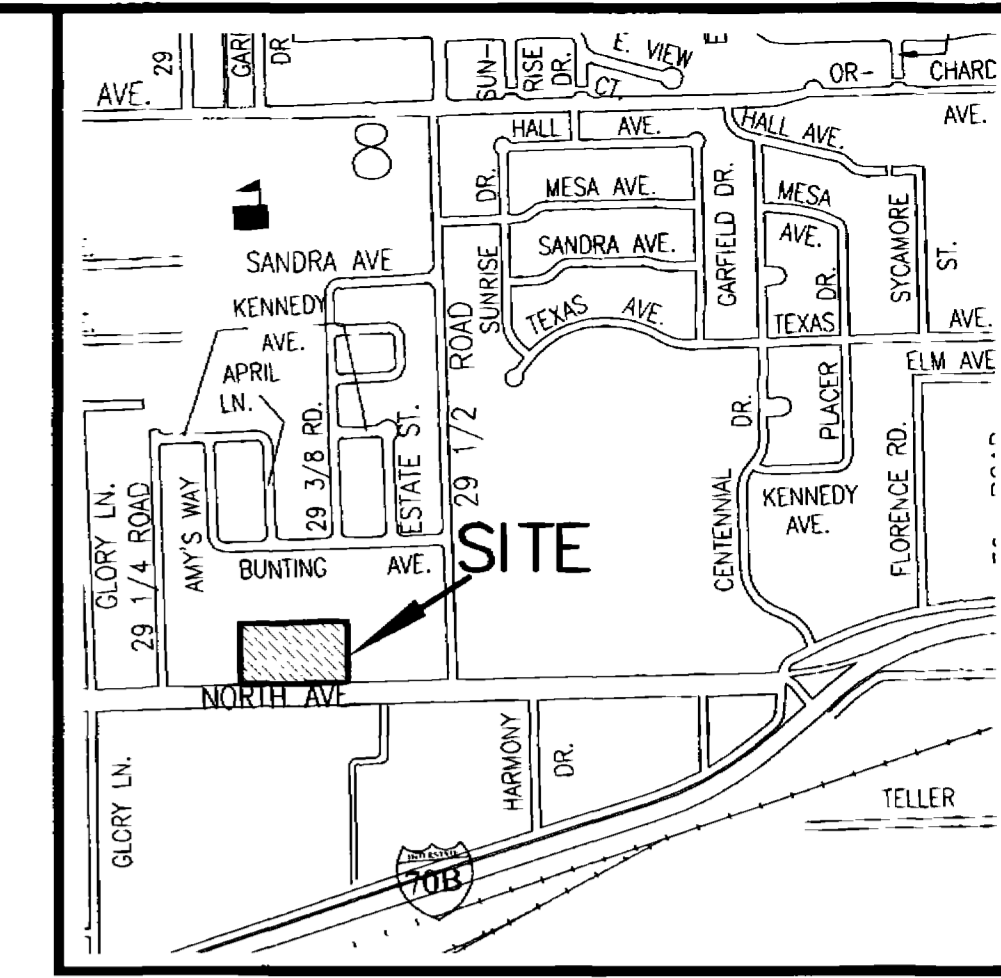 29
GAR
DR
AVE.
SUN-
RISE
DR.
E. VIEW
CT.
OR-
CHARD
AVE.
HALL AVE.
HALL AVE.
DR.
MESA AVE.
SANDRA AVE.
SUNRISE
TEXAS AVE.
GARFIELD DR.
MESA
AVE.
DR.
TEXAS
PLACER
SYCAMORE
ST.
AVE.
ELM AVE
SANDRA AVE
KENNEDY
AVE.
APRIL
LN.
29 3/8 RD.
ESTATE ST.
ROAD
29 1/2
GLORY LN.
29 1/4 ROAD
AMY'S WAY
BUNTING AVE.
SITE
CENTENNIAL
DR.
KENNEDY
AVE.
FLORENCE RD.
NORTH AVE
GLORY LN.
HARMONY
DR.
INTERSTATE
70B
TELLER